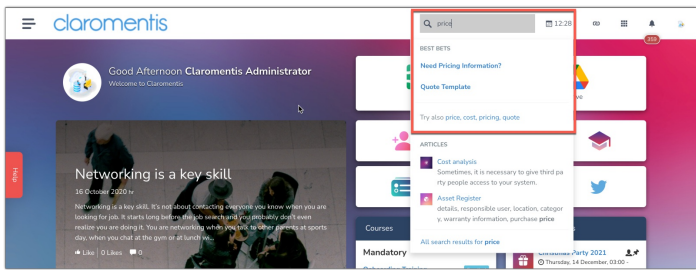 claromentis
price
12:28
359
Good Afternoon Claromentis Administrator
Welcome to Claromentis
BEST BETS
Need Pricing Information?
Quote Template
Try also price, cost, pricing, quote
ARTICLES
Cost analysis
Sometimes, it is necessary to give third pa
rty people access to your system.
Asset Register
details, responsible user, location, categor
y, warranty information, purchase price
All search results for price
Help
Networking is a key skill
16 October 2020 hr
Networking is a key skill. It's not about contacting everyone you know when you are
looking for job. It starts long before the job search and you probably don't even
realize you are doing it. You are networking when you talk to other parents at sports
day, when you chat at the gym or at lunch wi...
Like | 0 Likes 0
Courses
Mandatory
Christmas Party 2021
Thursday, 14 December, 03:00 -